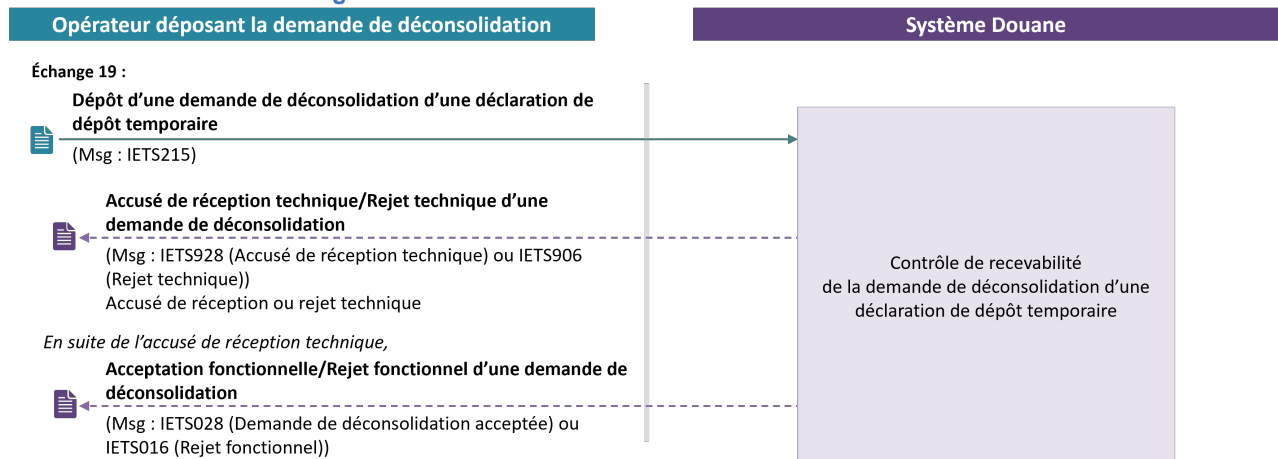 Opérateur déposant la demande de déconsolidation
Système Douane
Échange 19 :
Dépôt d’une demande de déconsolidation d’une déclaration de
dépôt temporaire
(Msg : IETS215)
Accusé de réception technique/Rejet technique d’une
demande de déconsolidation
(Msg : IETS928 (Accusé de réception technique) ou IETS906
(Rejet technique))
Accusé de réception ou rejet technique
En suite de l’accusé de réception technique,
Acceptation fonctionnelle/Rejet fonctionnel d’une demande de
déconsolidation
(Msg : IETS028 (Demande de déconsolidation acceptée) ou
IETS016 (Rejet fonctionnel))
Contrôle de recevabilité
de la demande de déconsolidation d’une
déclaration de dépôt temporaire